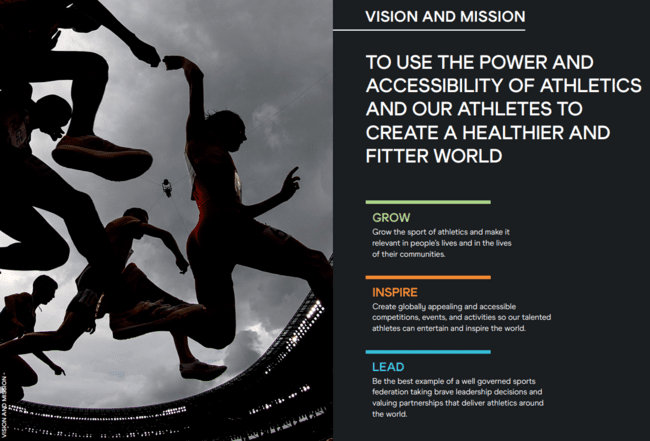 VISION AND MISSION
TO USE THE POWER AND
ACCESSIBILITY OF ATHLETICS
AND OUR ATHLETES TO
CREATE A HEALTHIER AND
FITTER WORLD
GROW
Grow the sport of athletics and make it
relevant in people's lives and in the lives
of their communities.
INSPIRE
Create globally appealing and accessible
competitions, events, and activities so our talented
athletes can entertain and inspire the world.
LEAD
Be the best example of a well governed sports
federation taking brave leadership decisions and
valuing partnerships that deliver athletics around
the world.
VISION AND MISSION -